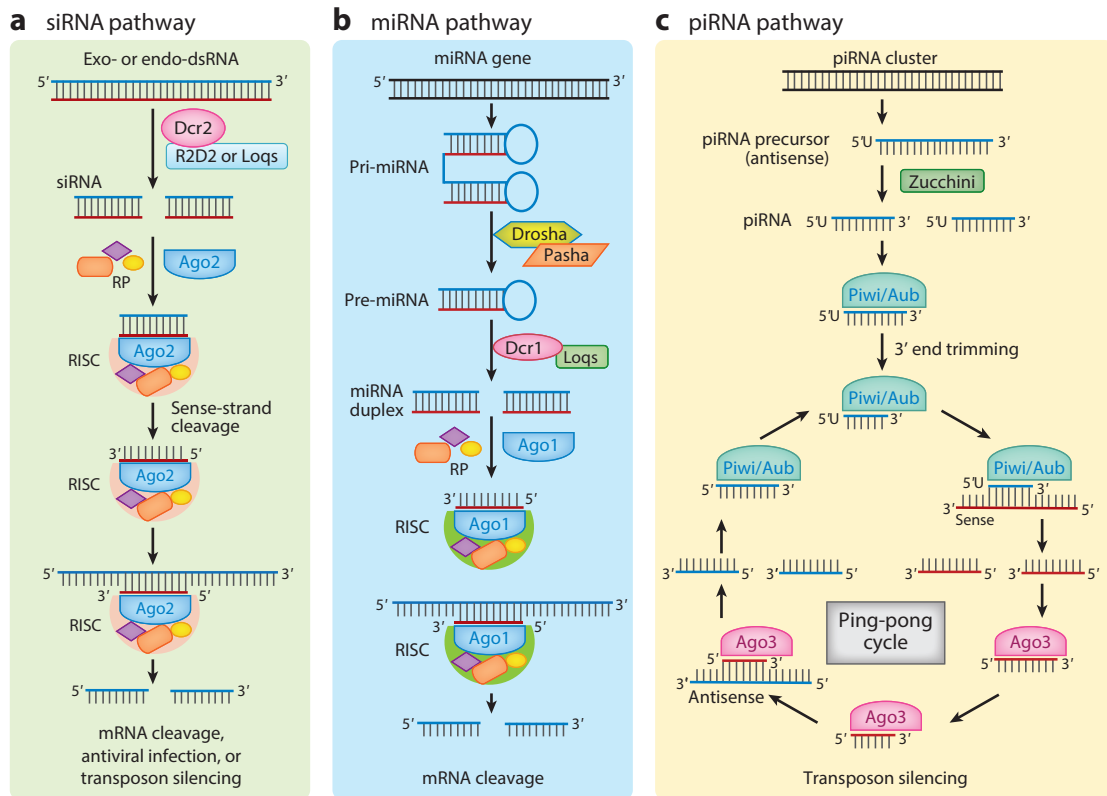 a siRNA pathway
Exo- or endo-dsRNA
5′ 3′
Dcr2
R2D2 or Loqs
siRNA
Ago2
RP
Ago2
RISC
Sense-strand
cleavage
3′ 5′
Ago2
RISC
5′ 3′
3′ 5′
Ago2
RISC
5′ 3′
mRNA cleavage,
antiviral infection, or
transposon silencing
b miRNA pathway
miRNA gene
5′ 3′
Pri-miRNA
Drosha
Pasha
Pre-miRNA
Dcr1
Loqs
miRNA
duplex
Ago1
RP
3′ 5′
Ago1
RISC
5′ 3′
3′ 5′
Ago1
RISC
5′ 3′
mRNA cleavage
c piRNA pathway
piRNA cluster
piRNA precursor
(antisense)
5′U 3′
Zucchini
piRNA
5′U 3′ 5′U 3′
Piwi/Aub
5′U 3′
3′ end trimming
Piwi/Aub
5′U 3′
Piwi/Aub
5′ 3′
Piwi/Aub
5′U 3′
3′ 5′
Sense
3′ 5′ 3′ 5′
3′ 5′ 3′ 5′
Ping-pong
cycle
Ago3
5′ 3′
3′ 5′
Antisense
Ago3
5′ 3′
Ago3
5′ 3′
Transposon silencing